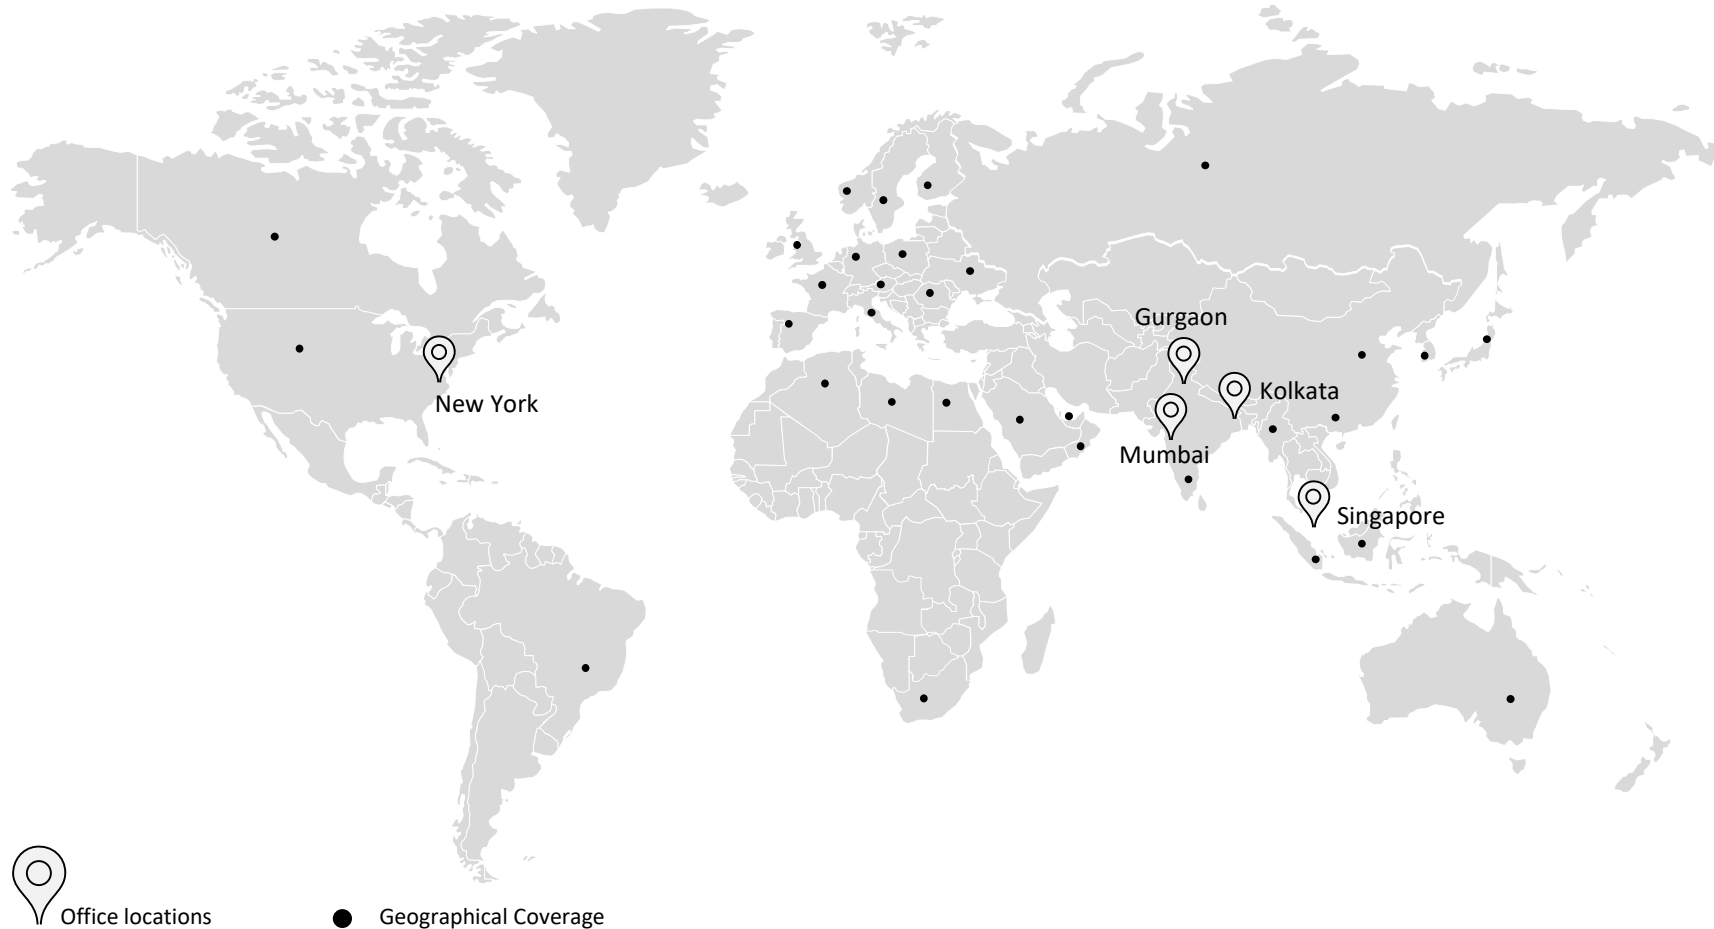 Gurgaon
Kolkata
New York
Mumbai
Singapore
Office locations
Geographical Coverage